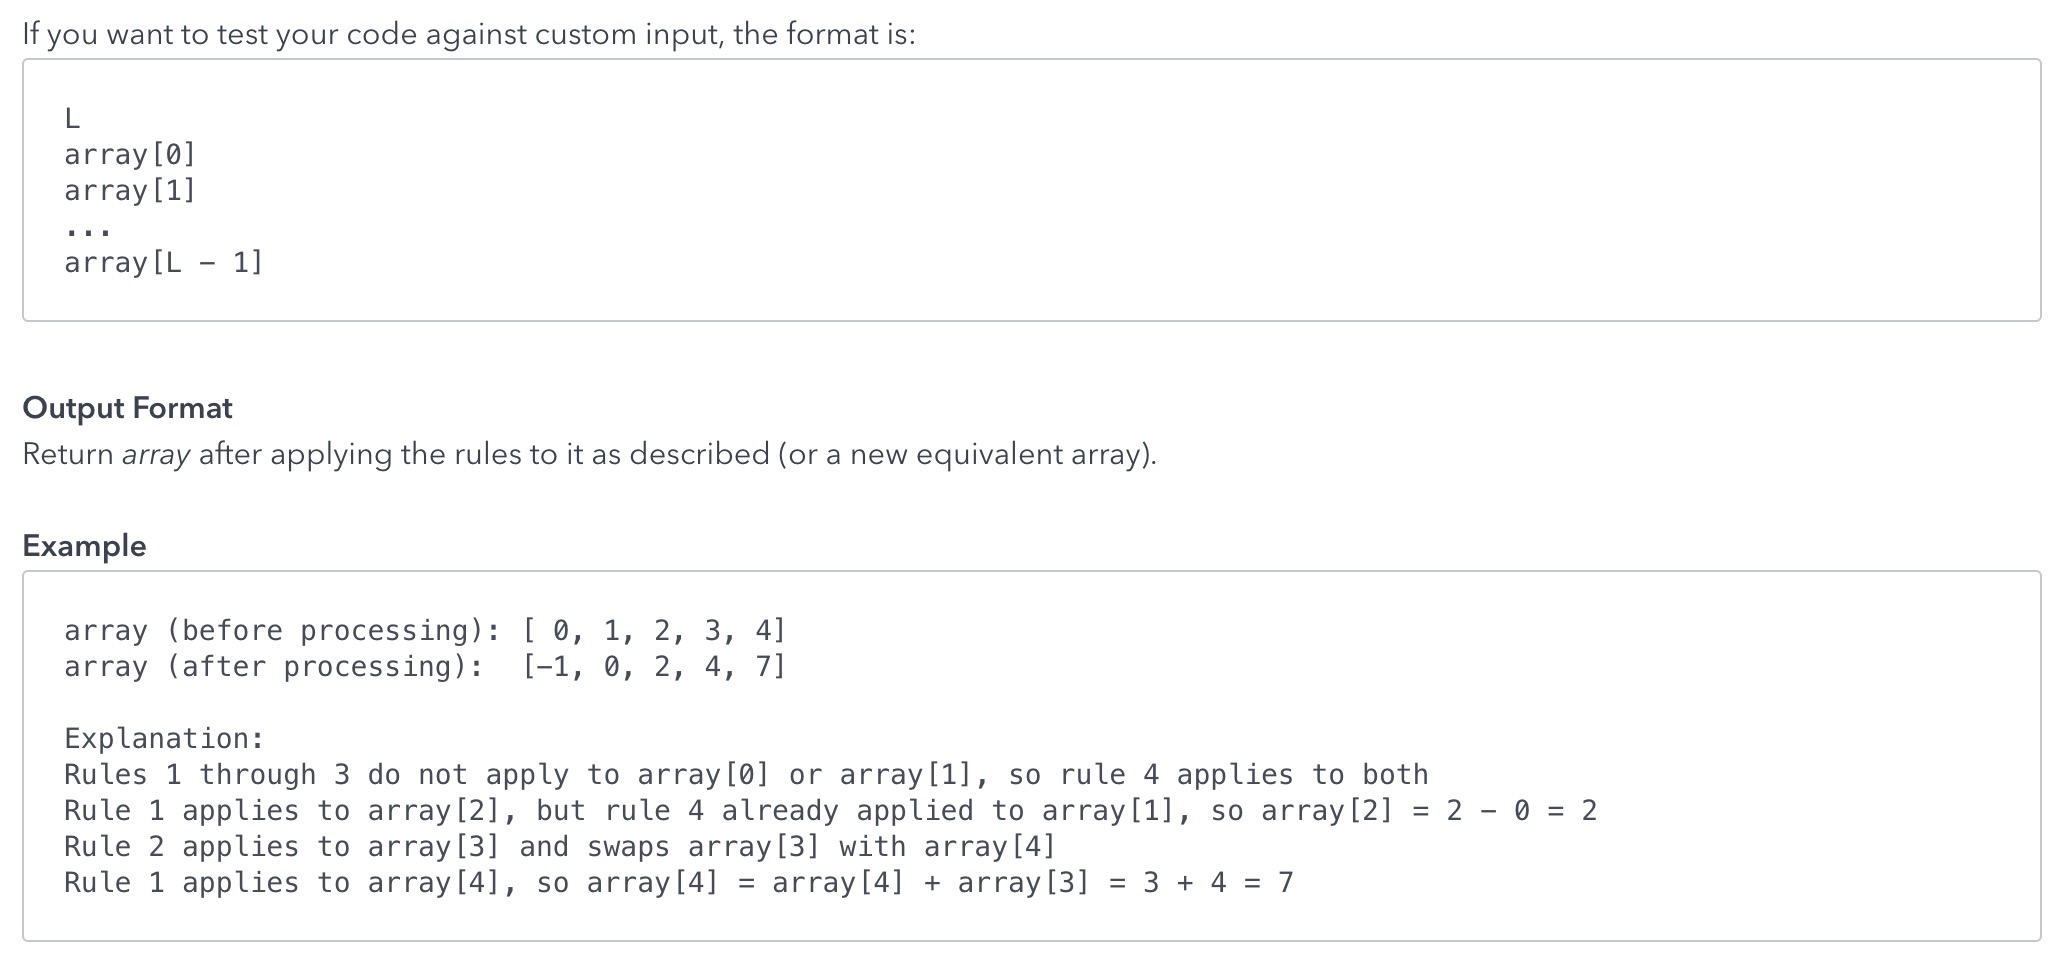 If you want to test your code against custom input, the format is:
L
array[0]
array[1]
...
array[L − 1]
Output Format
Return array after applying the rules to it as described (or a new equivalent array).
Example
array (before processing): [ 0, 1, 2, 3, 4]
array (after processing):  [−1, 0, 2, 4, 7]
Explanation:
Rules 1 through 3 do not apply to array[0] or array[1], so rule 4 applies to both
Rule 1 applies to array[2], but rule 4 already applied to array[1], so array[2] = 2 − 0 = 2
Rule 2 applies to array[3] and swaps array[3] with array[4]
Rule 1 applies to array[4], so array[4] = array[4] + array[3] = 3 + 4 = 7